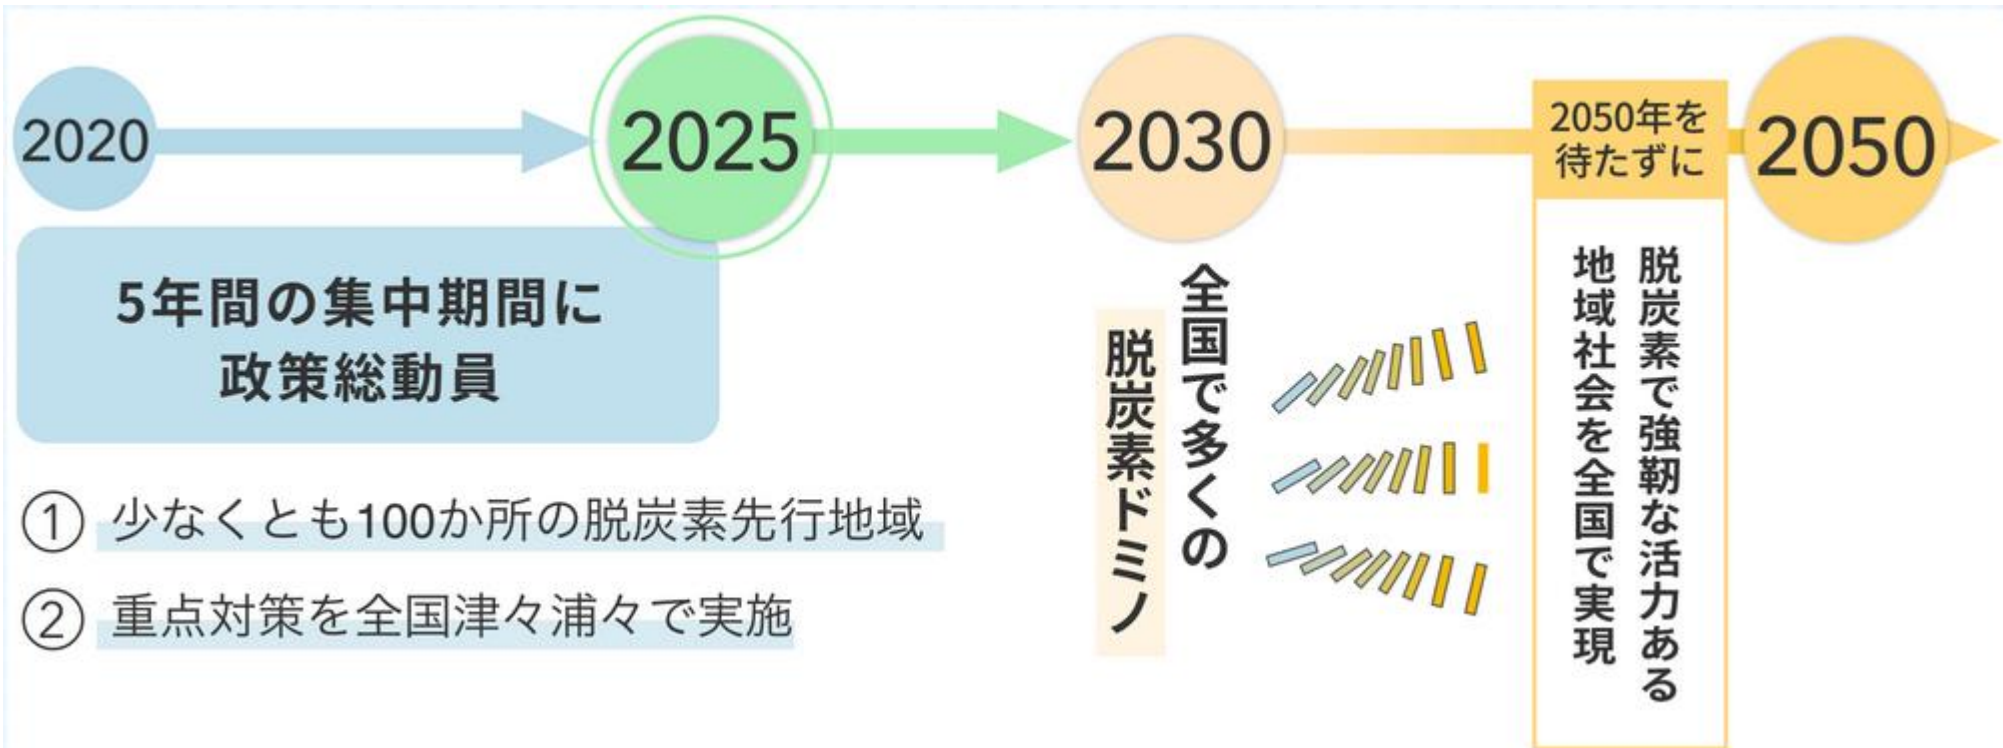 2020
2025
2030
2050年を
待たずに
2050
5年間の集中期間に
政策総動員
① 少なくとも100か所の脱炭素先行地域
② 重点対策を全国津々浦々で実施
全国で多くの
脱炭素ドミノ
脱炭素で強靭な活力ある
地域社会を全国で実現